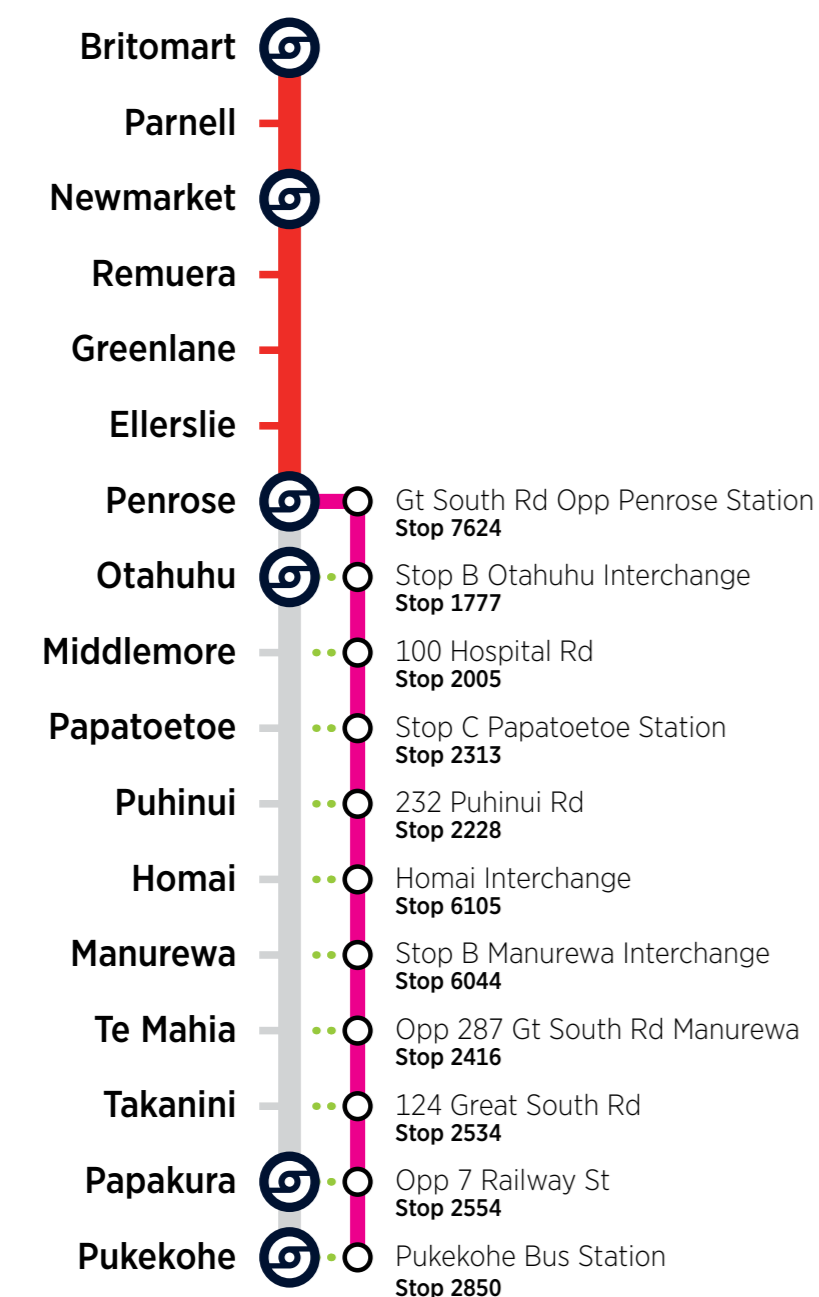 Britomart
Parnell
Newmarket
Remuera
Greenlane
Ellerslie
Penrose
Gt South Rd Opp Penrose Station
Stop 7624
Otahuhu
Stop B Otahuhu Interchange
Stop 1777
Middlemore
100 Hospital Rd
Stop 2005
Papatoetoe
Stop C Papatoetoe Station
Stop 2313
Puhinui
232 Puhinui Rd
Stop 2228
Homai
Homai Interchange
Stop 6105
Manurewa
Stop B Manurewa Interchange
Stop 6044
Te Mahia
Opp 287 Gt South Rd Manurewa
Stop 2416
Takanini
124 Great South Rd
Stop 2534
Papakura
Opp 7 Railway St
Stop 2554
Pukekohe
Pukekohe Bus Station
Stop 2850